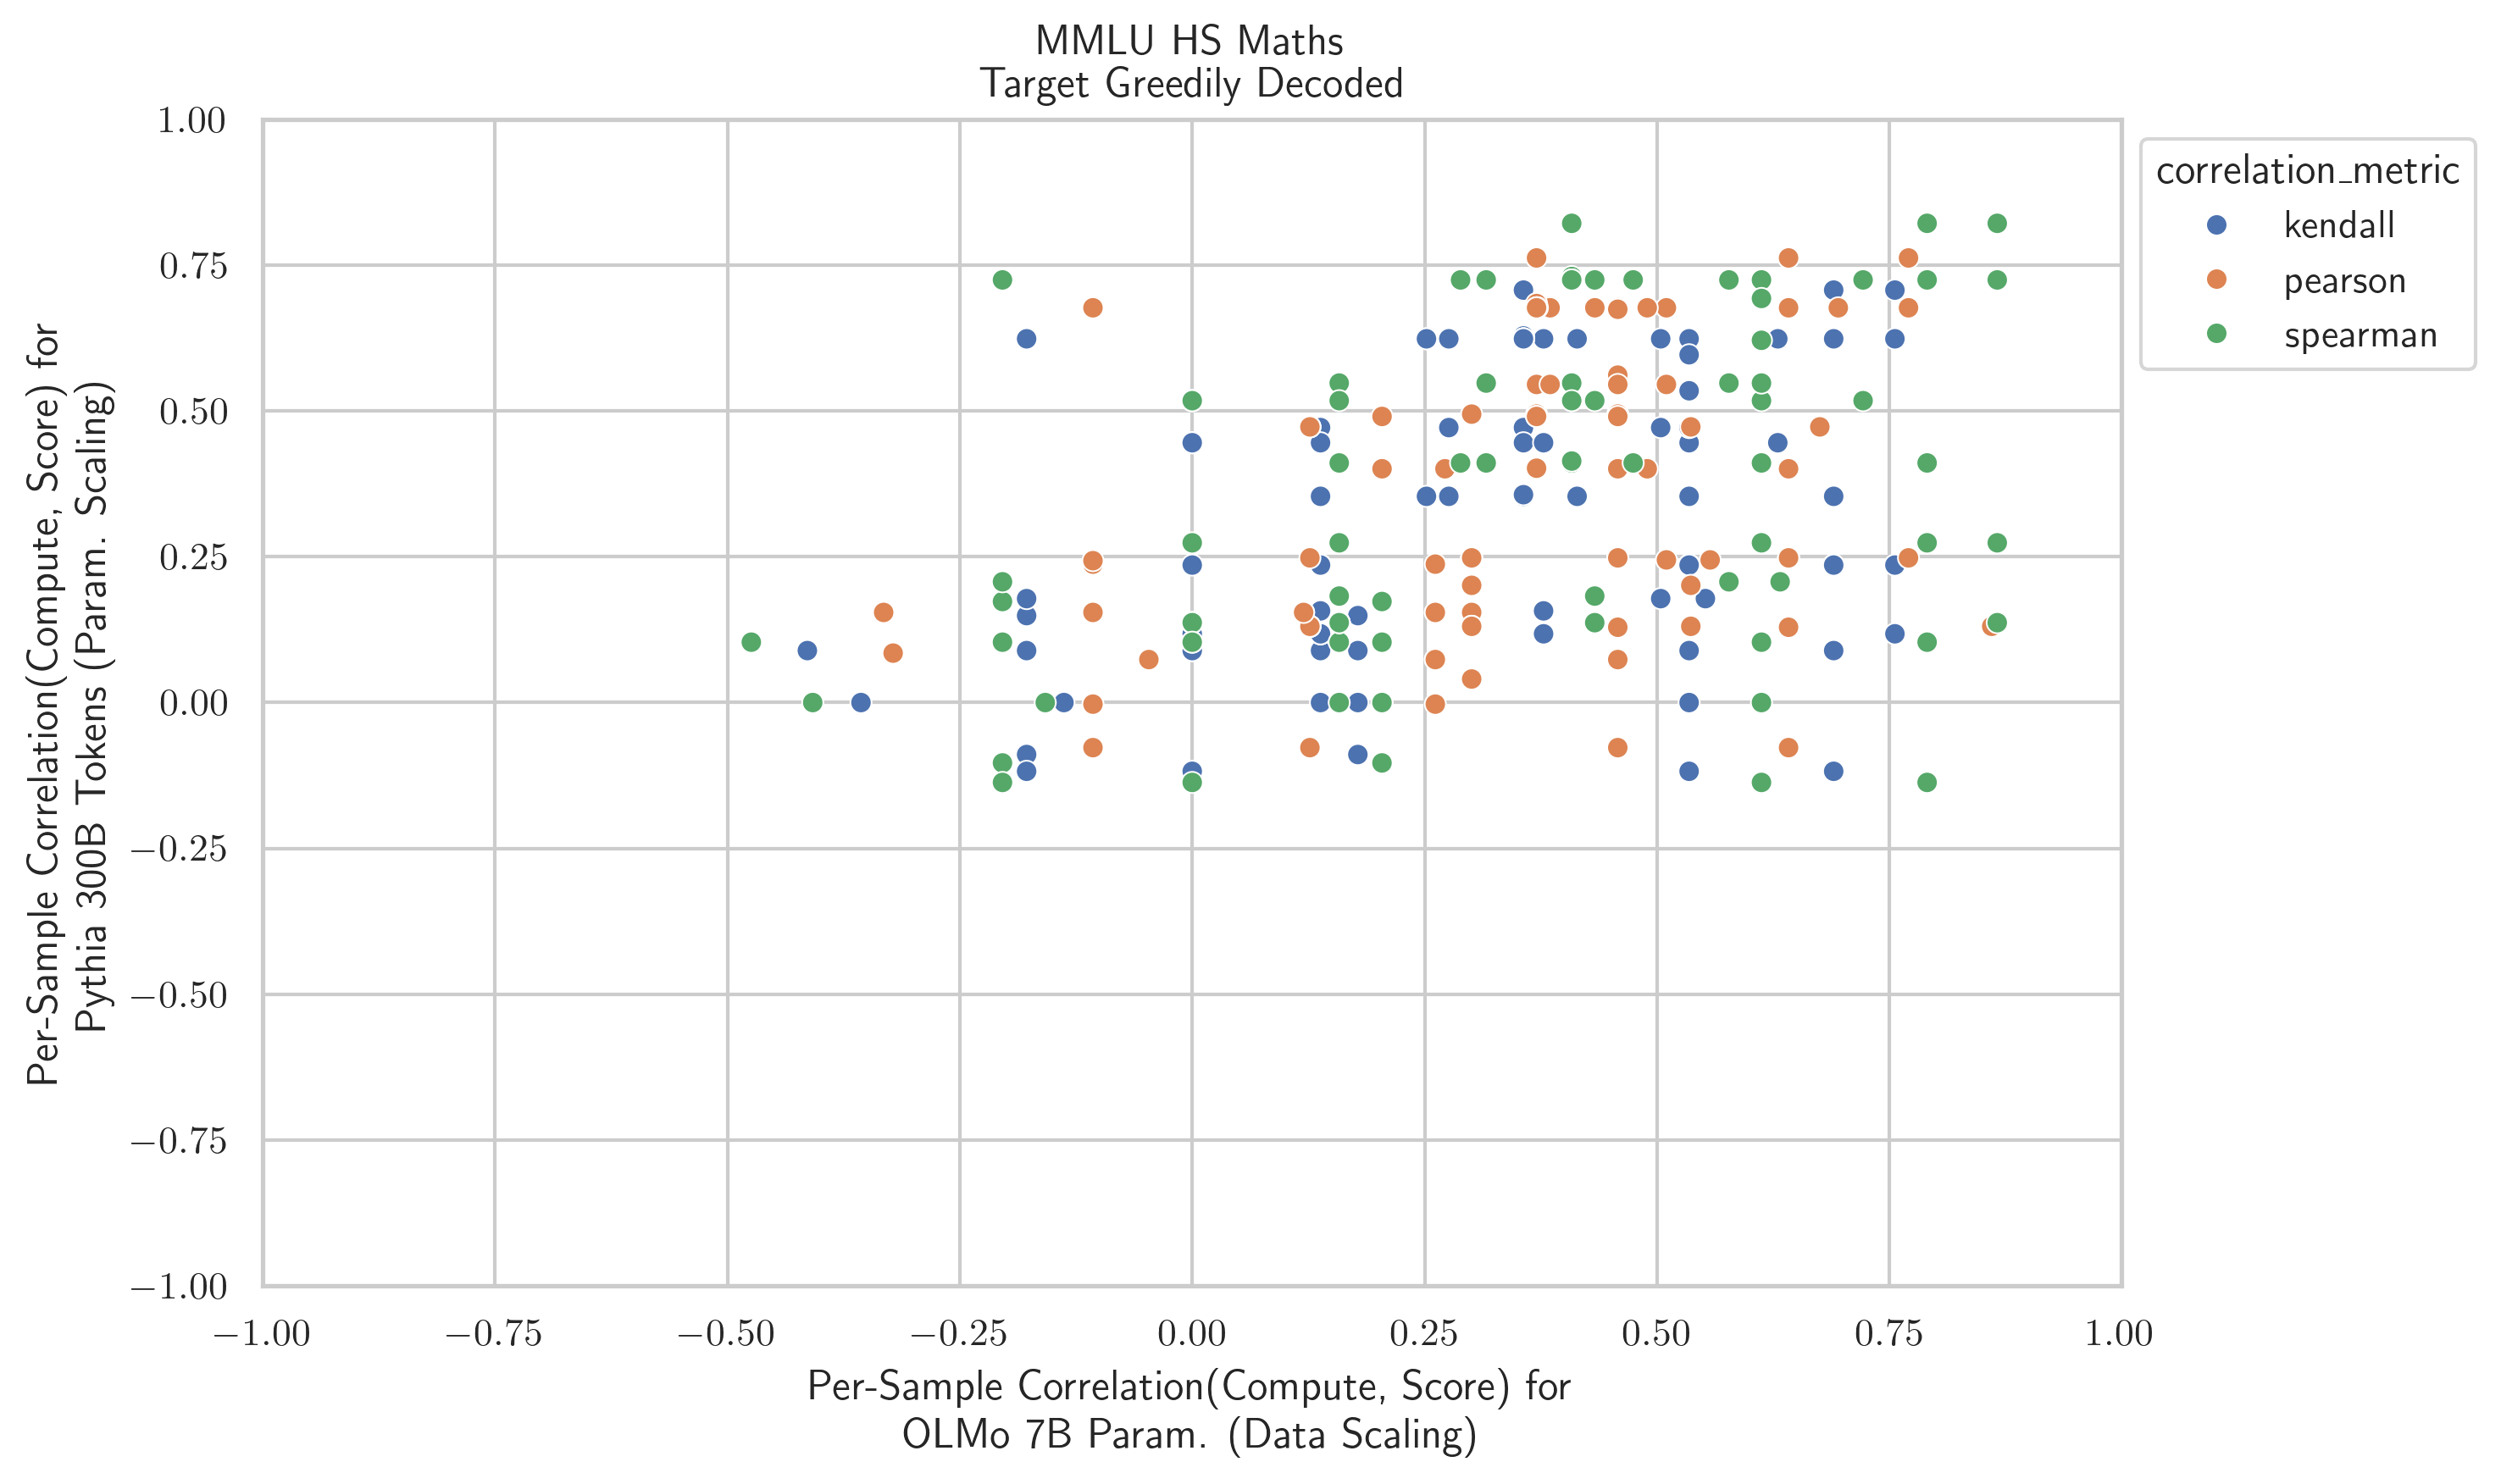 MMLU HS Maths
Target Greedily Decoded
Per-Sample Correlation(Compute, Score) for
Pythia 300B Tokens (Param. Scaling)
1.00
0.75
0.50
0.25
0.00
−0.25
−0.50
−0.75
−1.00
−1.00 −0.75 −0.50 −0.25 0.00 0.25 0.50 0.75 1.00
Per-Sample Correlation(Compute, Score) for
OLMo 7B Param. (Data Scaling)
correlation_metric
kendall
pearson
spearman